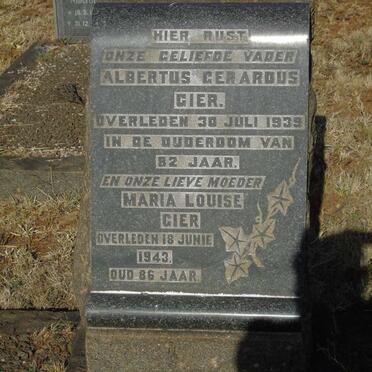 HIER RUST
ONZE GELIEFDE VADER
ALBERTUS GERARDUS
GIER.
OVERLEDEN 30 JULI 1939
IN DE OUDERDOM VAN
82 JAAR.
EN ONZE LIEVE MOEDER
MARIA LOUISE
GIER
OVERLEDEN 18 JUNIE
1943.
OUD 86 JAAR.